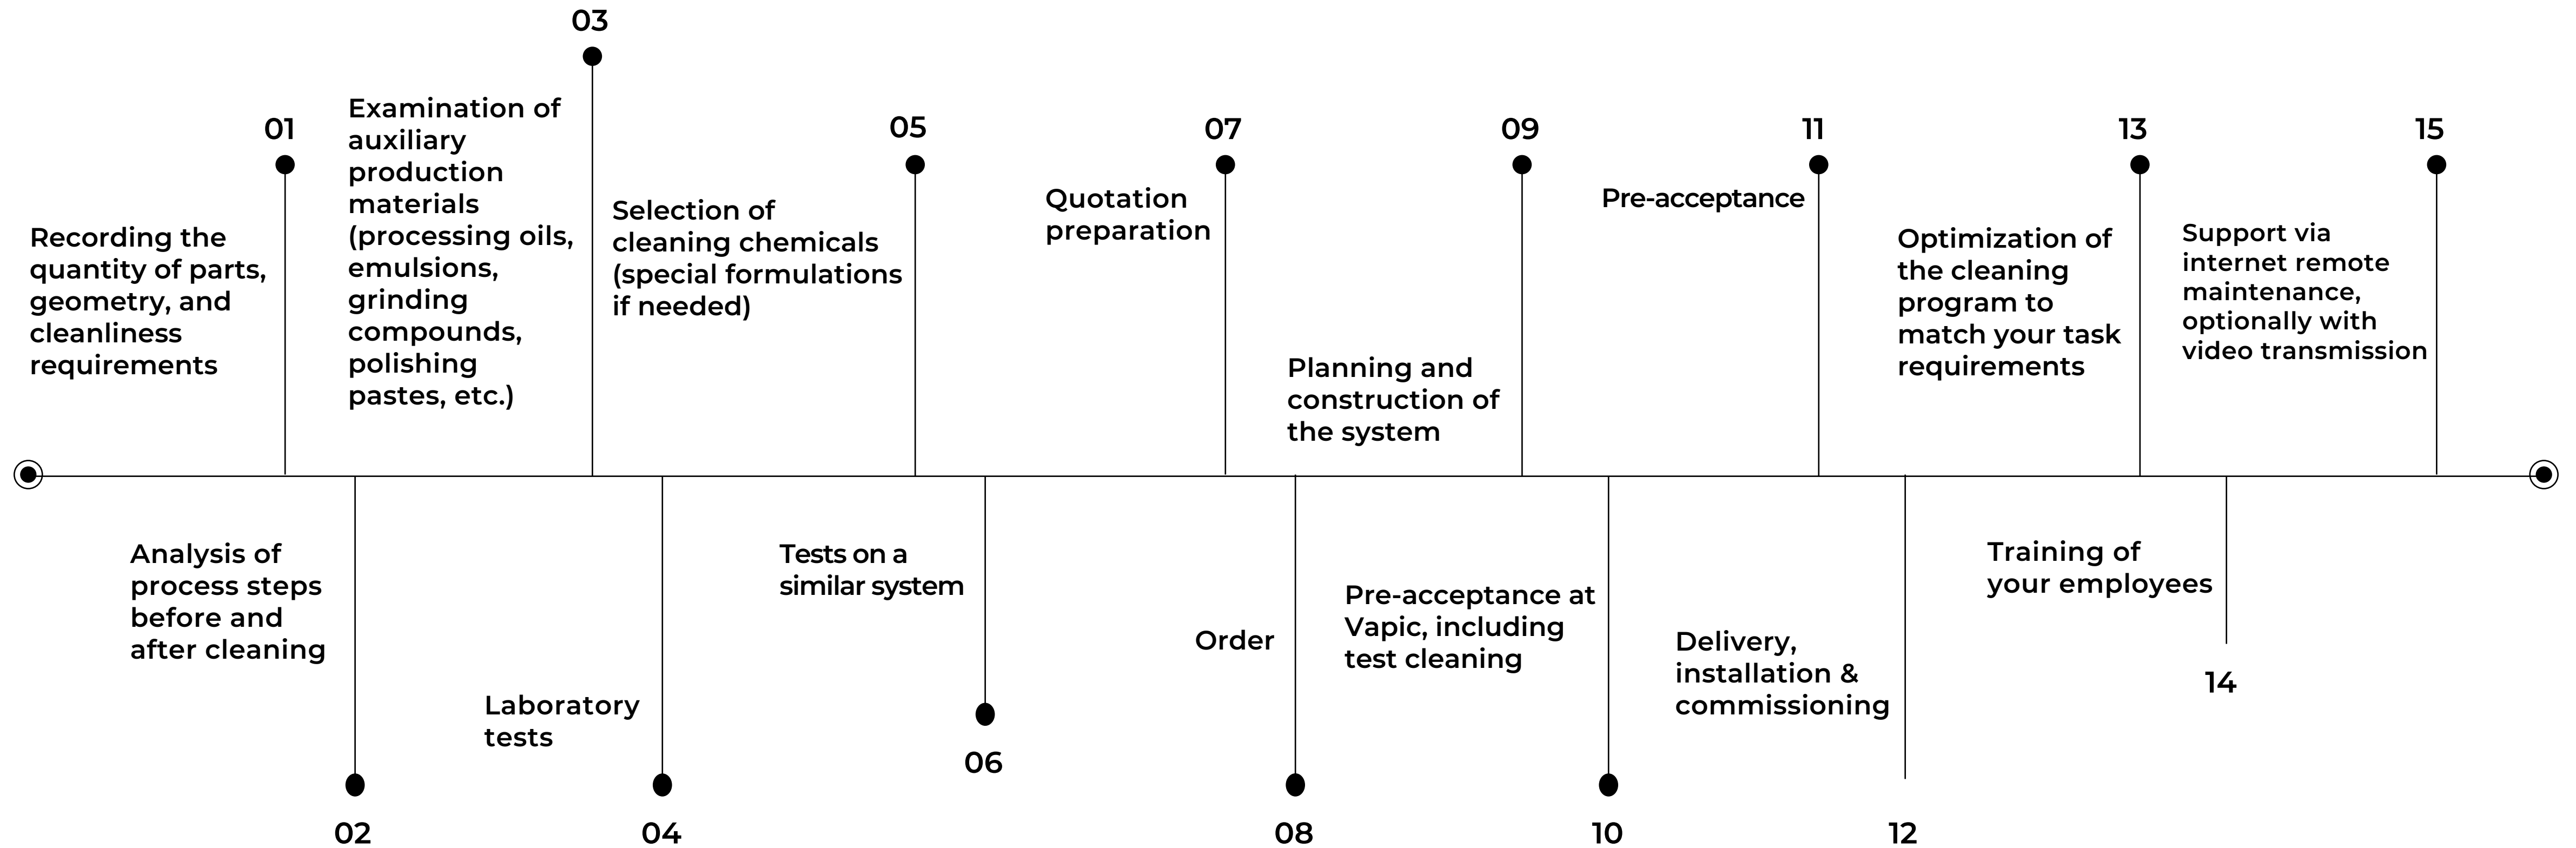 01
Recording the
quantity of parts,
geometry, and
cleanliness
requirements
Analysis of
process steps
before and
after cleaning
02
03
Examination of
auxiliary
production
materials
(processing oils,
emulsions,
grinding
compounds,
polishing
pastes, etc.)
Laboratory
tests
04
05
Selection of
cleaning chemicals
(special formulations
if needed)
Tests on a
similar system
06
07
Quotation
preparation
Order
08
09
Planning and
construction of
the system
Pre-acceptance at
Vapic, including
test cleaning
10
11
Pre-acceptance
Delivery,
installation &
commissioning
12
13
Optimization of
the cleaning
program to
match your task
requirements
Training of
your employees
14
15
Support via
internet remote
maintenance,
optionally with
video transmission